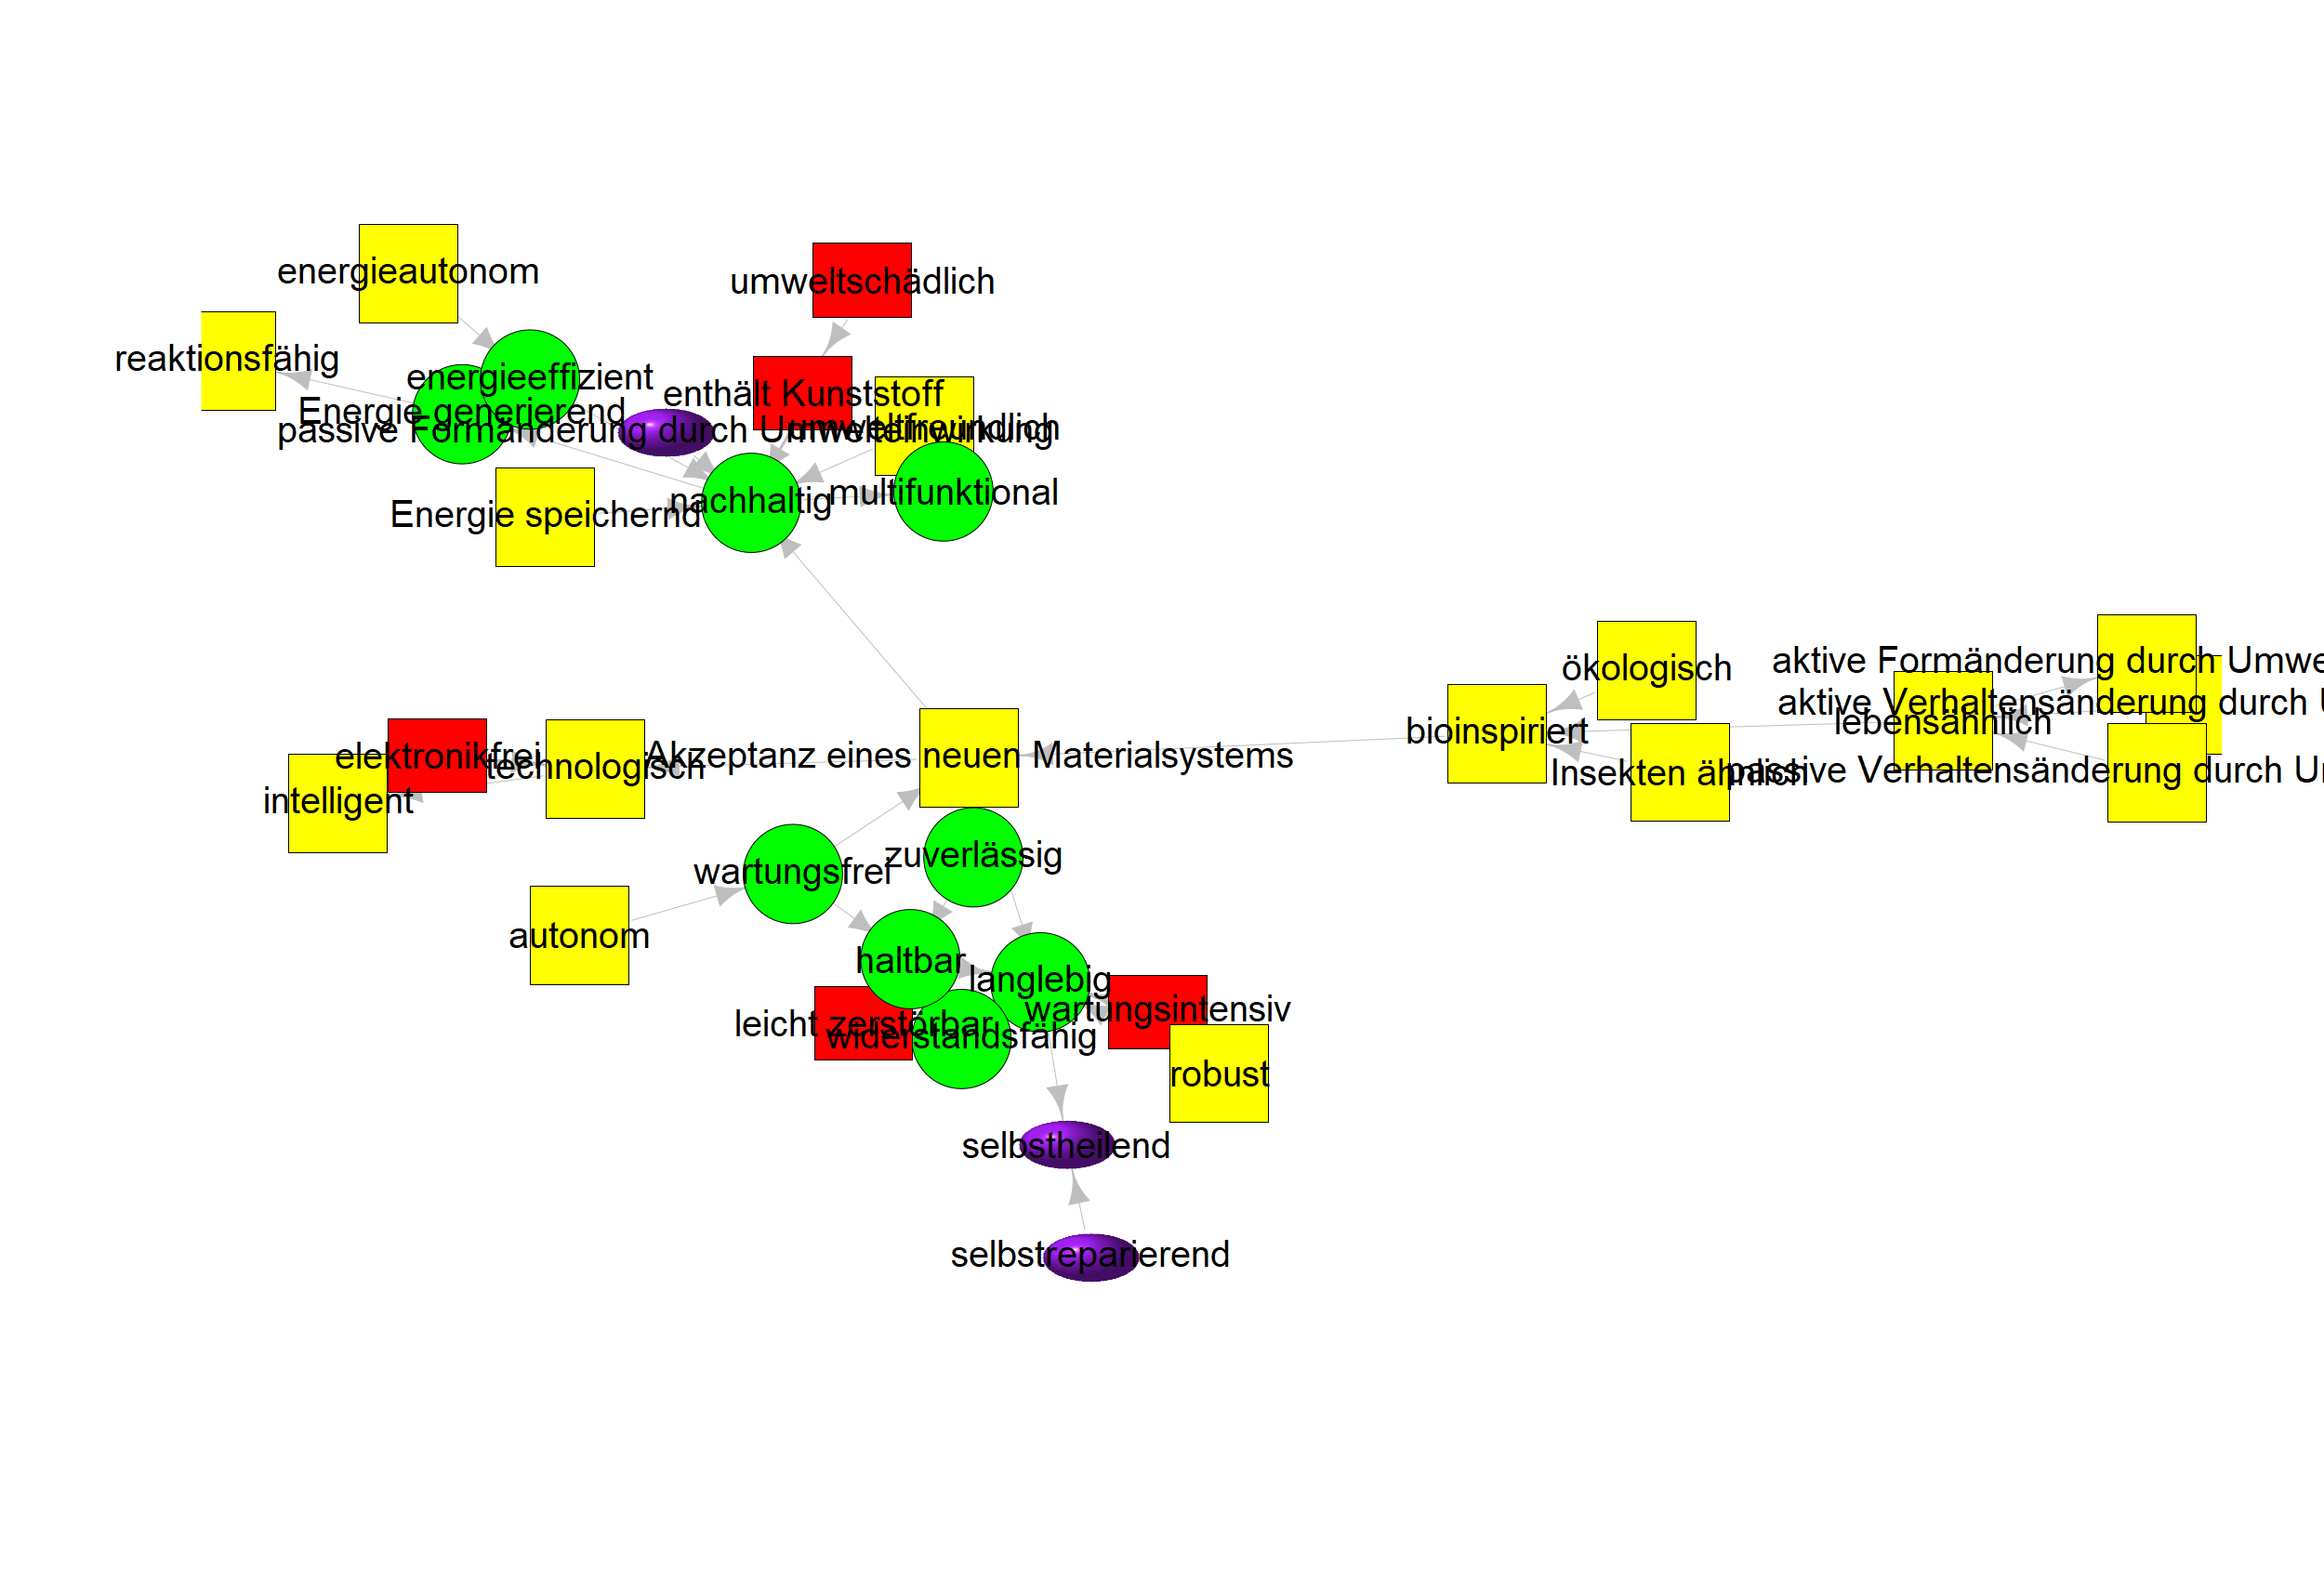 energieautonom
umweltschädlich
reaktionsfähig
energieeffizient
enthält Kunststoff
Energie generierend
umweltfreundlich
passive Formänderung durch Umwelteinwirkung
multifunktional
nachhaltig
Energie speichernd
ökologisch
aktive Formänderung durch Umwe
aktive Verhaltensänderung durch U
lebensähnlich
bioinspiriert
elektronikfrei
Akzeptanz eines neuen Materialsystems
technologisch
Insekten ähnlich
passive Verhaltensänderung durch Un
intelligent
zuverlässig
wartungsfrei
autonom
haltbar
langlebig
wartungsintensiv
leicht zerstörbar
widerstandsfähig
robust
selbstheilend
selbstreparierend